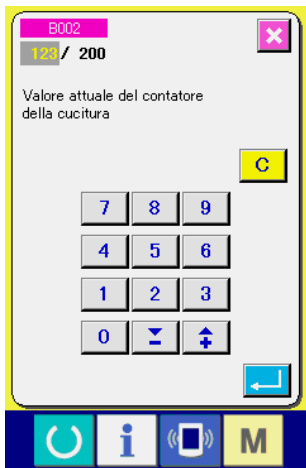 B002
123/ 200
Valore attuale del contatore
della cucitura
C
7 8 9
4 5 6
1 2 3
0
i M